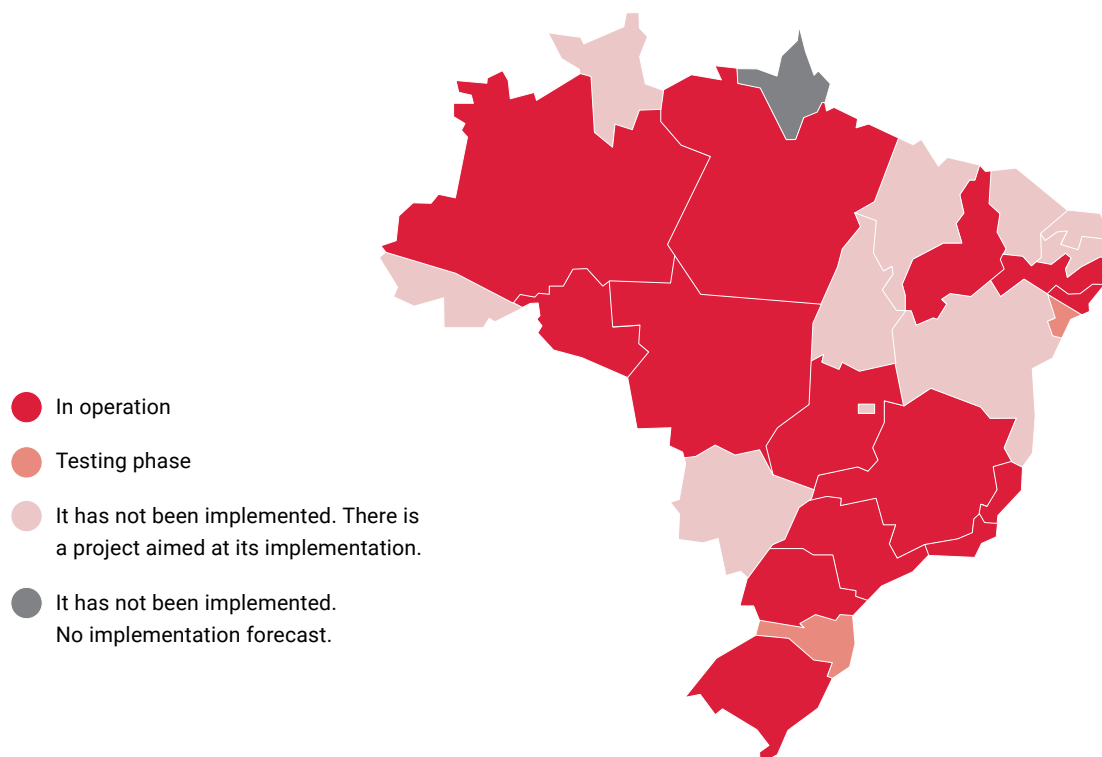 In operation
Testing phase
It has not been implemented. There is
a project aimed at its implementation.
It has not been implemented.
No implementation forecast.